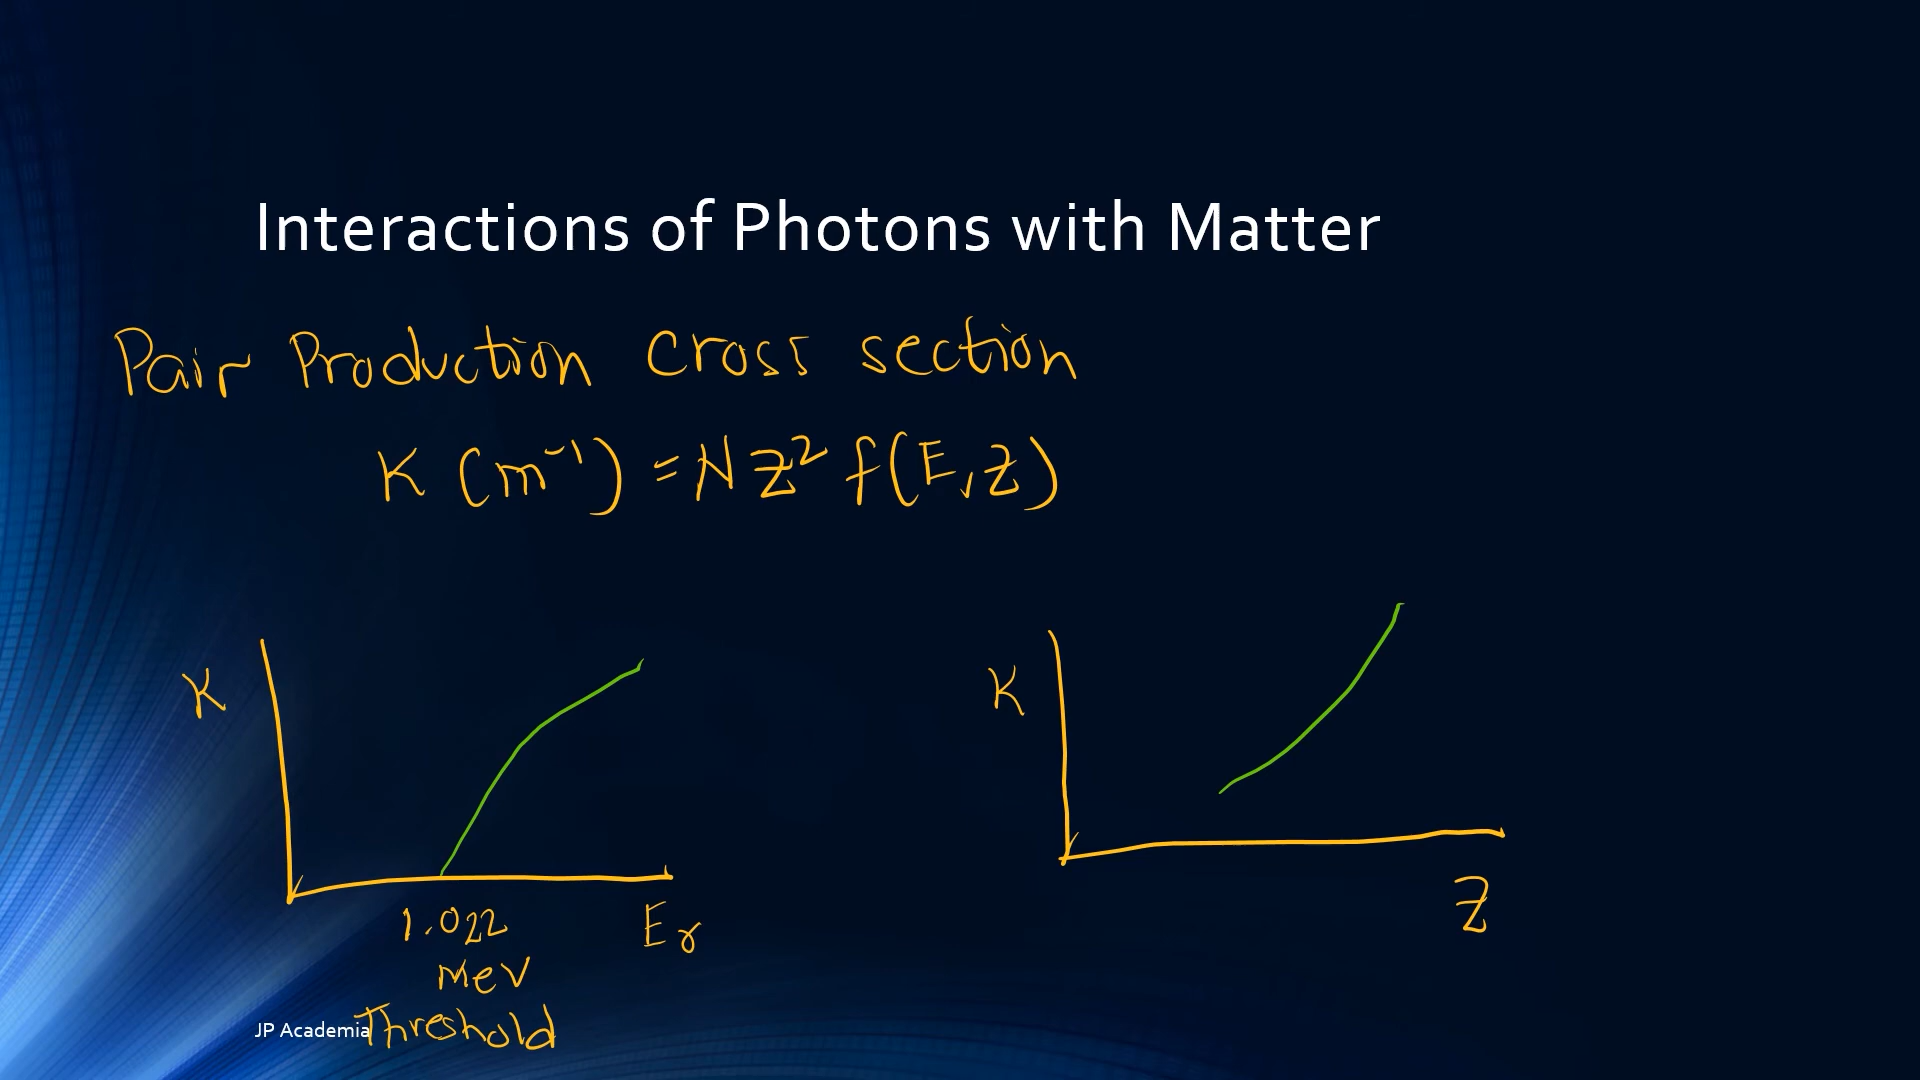 Interactions of Photons with Matter
Pair Production cross section
K (m⁻¹) = N Z² f(E, Z)
K
K
1.022
Eγ
Z
MeV
Threshold
JP Academia